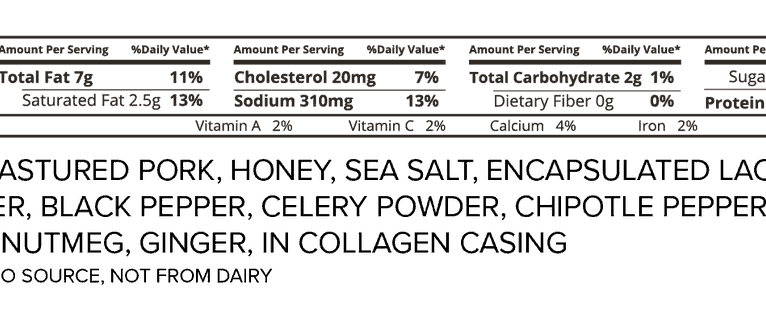 Amount Per Serving %Daily Value* Amount Per Serving %Daily Value* Amount Per Serving %Daily Value* Amount Pe
Total Fat 7g 11% Cholesterol 20mg 7% Total Carbohydrate 2g 1% Suga
Saturated Fat 2.5g 13% Sodium 310mg 13% Dietary Fiber 0g 0% Protein
Vitamin A 2% Vitamin C 2% Calcium 4% Iron 2%
ASTURED PORK, HONEY, SEA SALT, ENCAPSULATED LAC
ER, BLACK PEPPER, CELERY POWDER, CHIPOTLE PEPPER
NUTMEG, GINGER, IN COLLAGEN CASING
O SOURCE, NOT FROM DAIRY